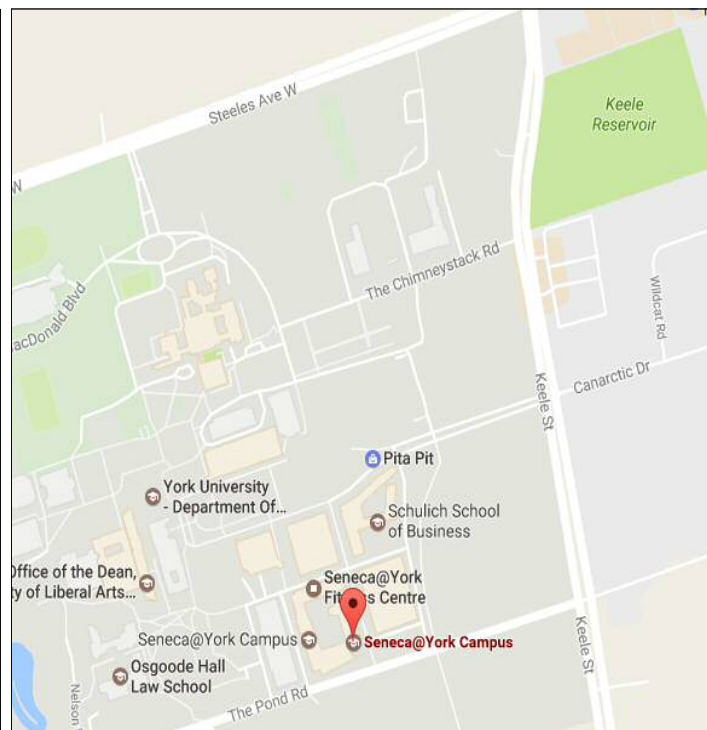 Steeles Ave W
Keele
Reservoir
W
The Chimneystack Rd
Wildcat Rd
acDonald Blvd
Keele St
Canarctic Dr
Pita Pit
York University
- Department Of...
Schulich School
of Business
Office of the Dean,
ty of Liberal Arts...
Seneca@York
Fitness Centre
Seneca@York Campus
Seneca@York Campus
Osgoode Hall
Law School
Keele St
The Pond Rd
Nelson